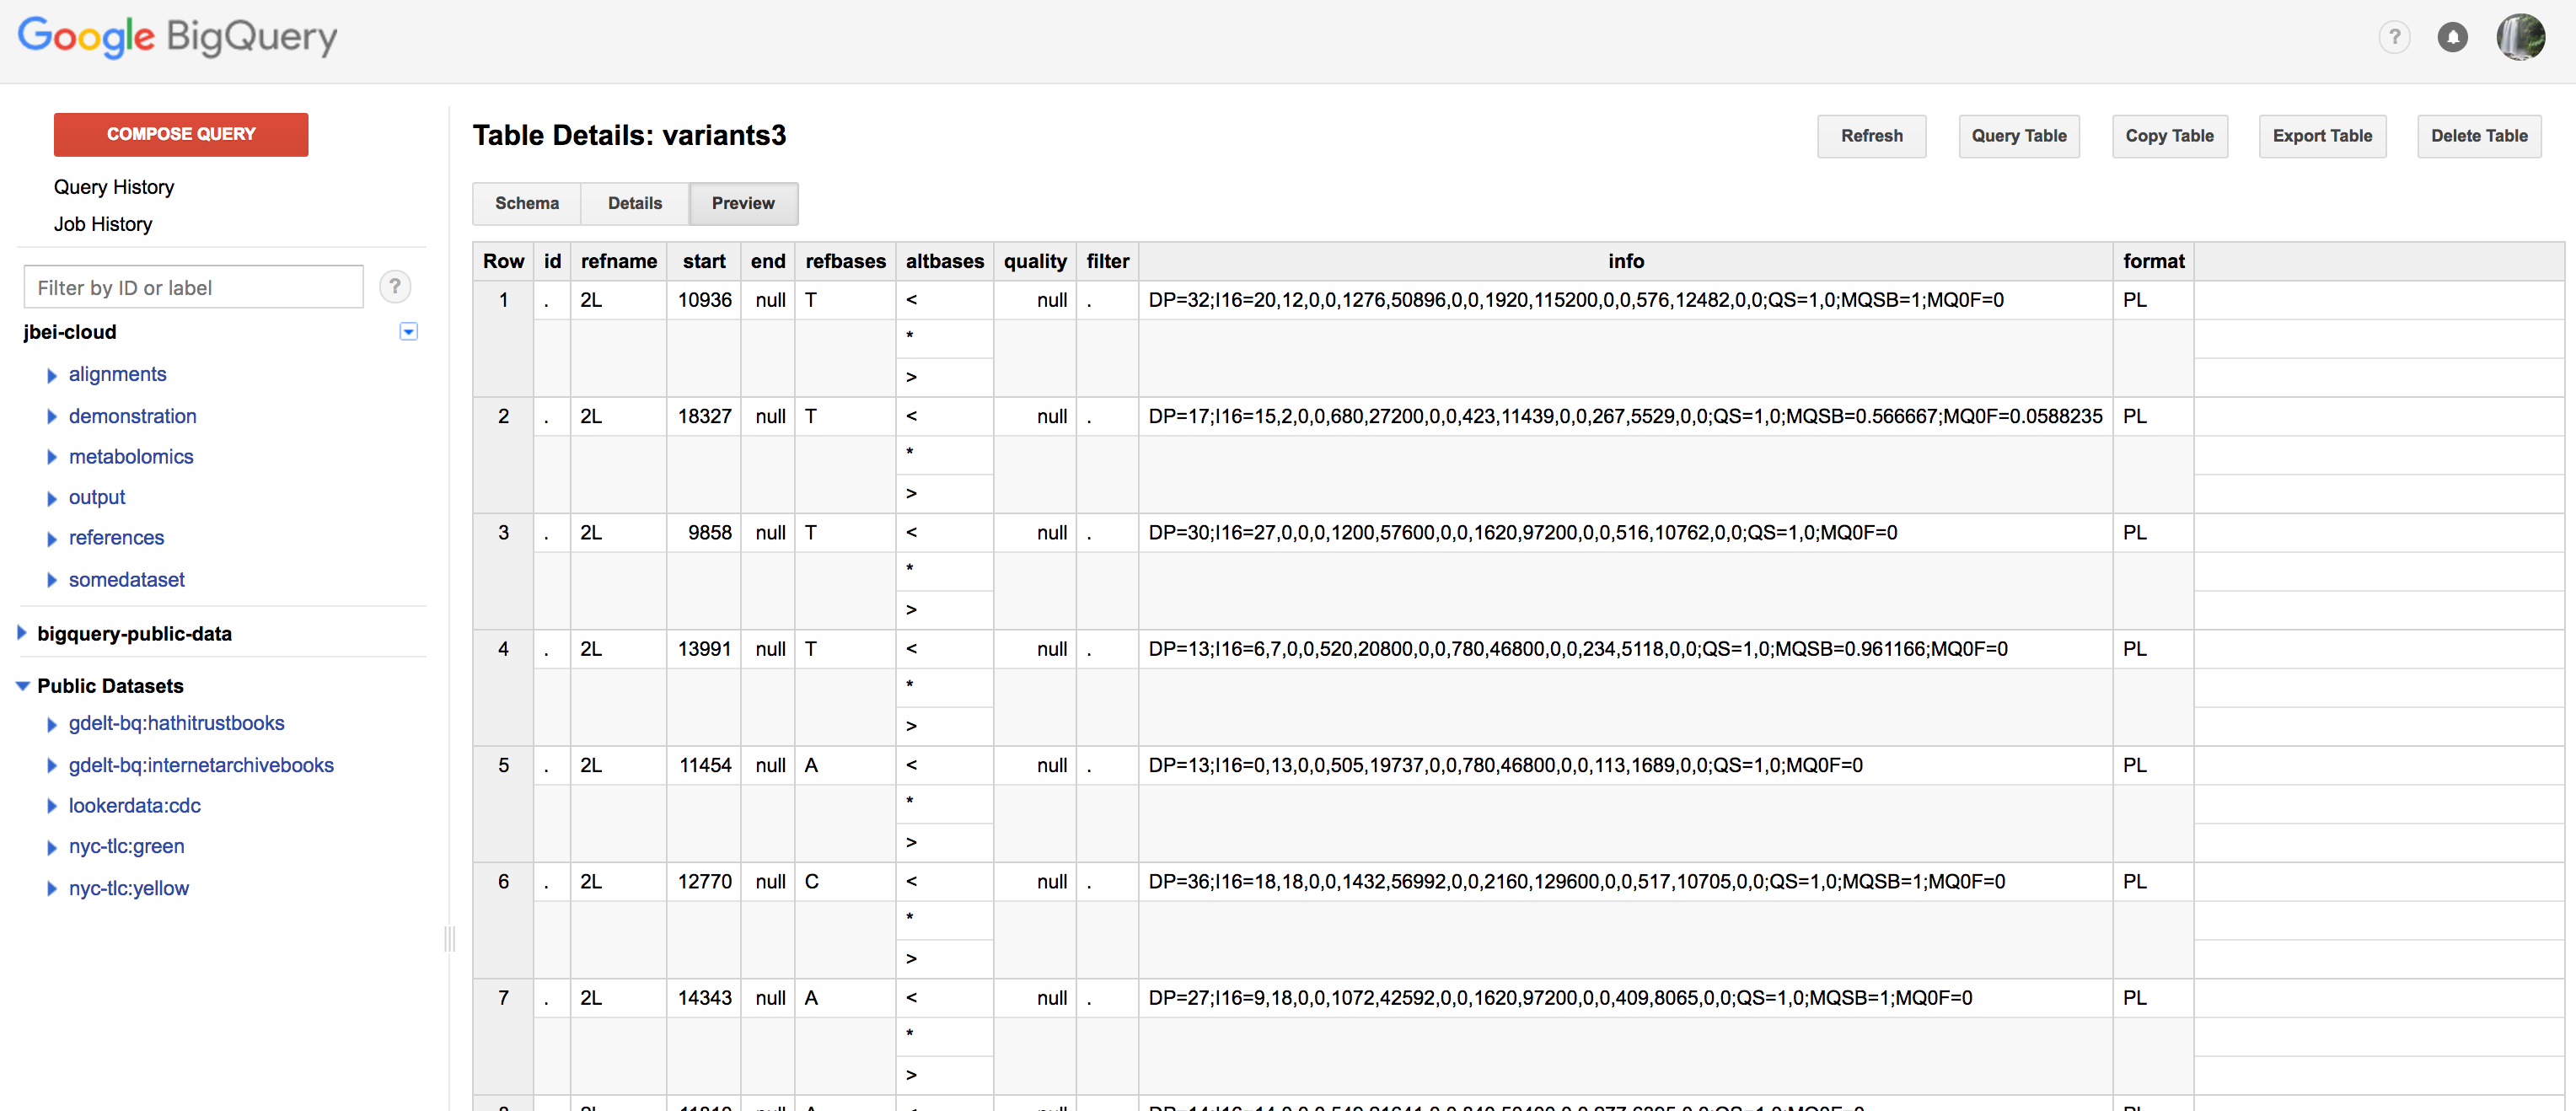 Google BigQuery
?
COMPOSE QUERY
Query History
Job History
Filter by ID or label ?
jbei-cloud
alignments
demonstration
metabolomics
output
references
somedataset
bigquery-public-data
Public Datasets
gdelt-bq:hathitrustbooks
gdelt-bq:internetarchivebooks
lookerdata:cdc
nyc-tlc:green
nyc-tlc:yellow
Table Details: variants3
Refresh Query Table Copy Table Export Table Delete Table
Schema Details Preview
Row id refname start end refbases altbases quality filter info format
1 . 2L 10936 null T < null . DP=32;I16=20,12,0,0,1276,50896,0,0,1920,115200,0,0,576,12482,0,0;QS=1,0;MQSB=1;MQ0F=0 PL
*
>
2 . 2L 18327 null T < null . DP=17;I16=15,2,0,0,680,27200,0,0,423,11439,0,0,267,5529,0,0;QS=1,0;MQSB=0.566667;MQ0F=0.0588235 PL
*
>
3 . 2L 9858 null T < null . DP=30;I16=27,0,0,0,1200,57600,0,0,1620,97200,0,0,516,10762,0,0;QS=1,0;MQ0F=0 PL
*
>
4 . 2L 13991 null T < null . DP=13;I16=6,7,0,0,520,20800,0,0,780,46800,0,0,234,5118,0,0;QS=1,0;MQSB=0.961166;MQ0F=0 PL
*
>
5 . 2L 11454 null A < null . DP=13;I16=0,13,0,0,505,19737,0,0,780,46800,0,0,113,1689,0,0;QS=1,0;MQ0F=0 PL
*
>
6 . 2L 12770 null C < null . DP=36;I16=18,18,0,0,1432,56992,0,0,2160,129600,0,0,517,10705,0,0;QS=1,0;MQSB=1;MQ0F=0 PL
*
>
7 . 2L 14343 null A < null . DP=27;I16=9,18,0,0,1072,42592,0,0,1620,97200,0,0,409,8065,0,0;QS=1,0;MQSB=1;MQ0F=0 PL
*
>